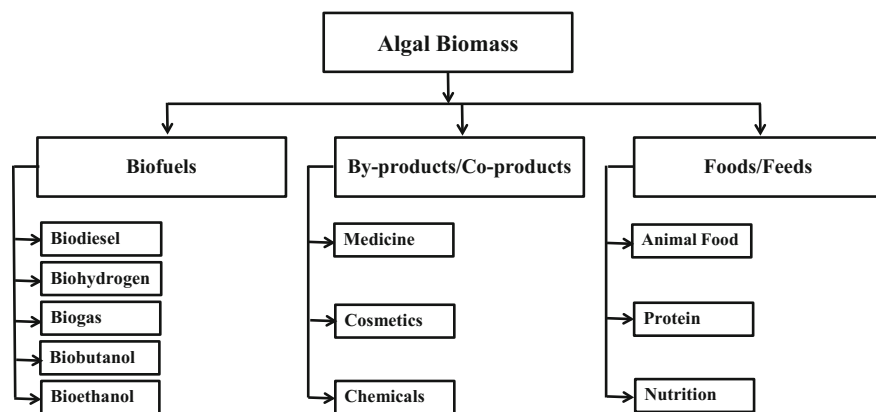 Algal Biomass
Biofuels
By-products/Co-products
Foods/Feeds
Biodiesel
Biohydrogen
Biogas
Biobutanol
Bioethanol
Medicine
Cosmetics
Chemicals
Animal Food
Protein
Nutrition